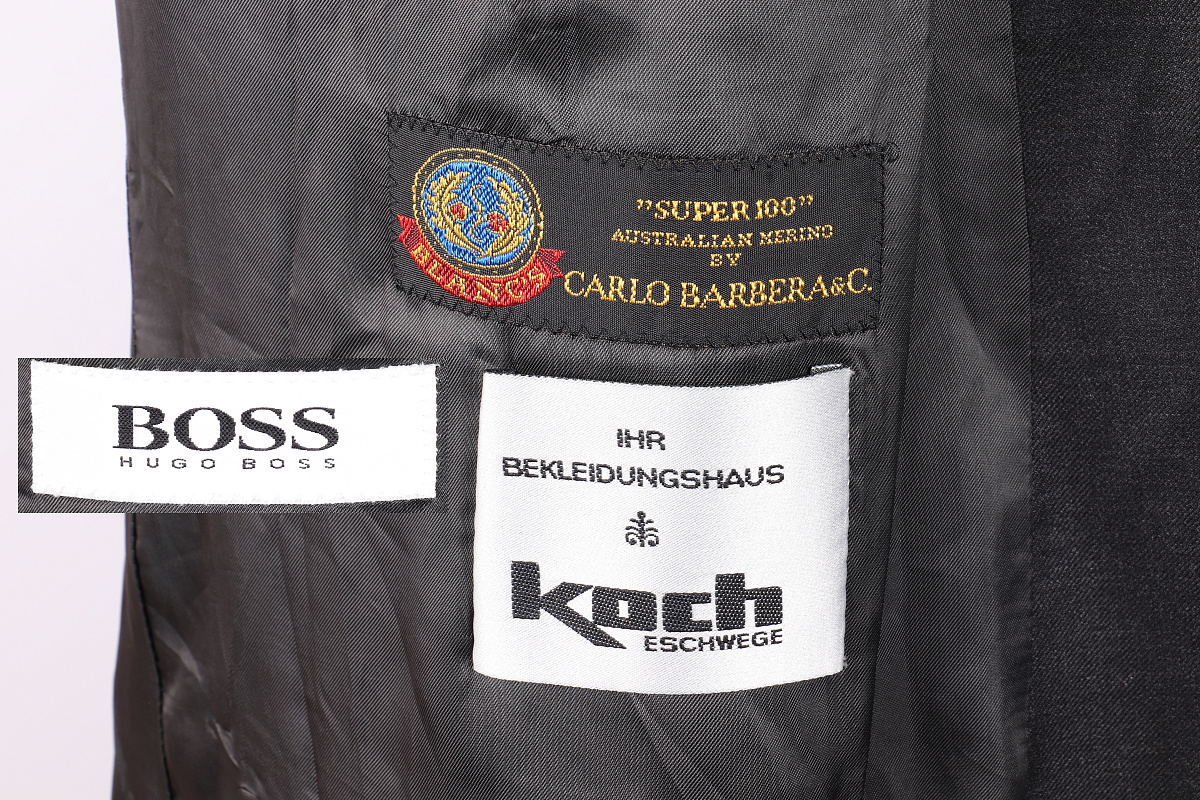 ”SUPER 100”
AUSTRALIAN MERINO
BY
CARLO BARBERA & C.
BOSS
HUGO BOSS
IHR
BEKLEIDUNGSHAUS
koch
ESCHWEGE